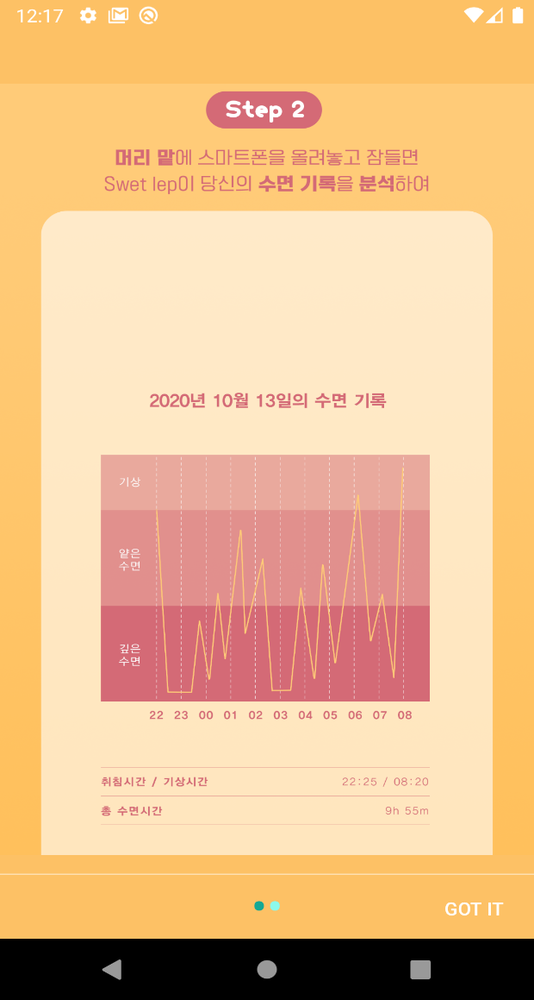 12:17
Step 2
머리 맡에 스마트폰을 올려놓고 잠들면
Swet lep이 당신의 수면 기록을 분석하여
2020년 10월 13일의 수면 기록
기상
얕은
수면
깊은
수면
22 23 00 01 02 03 04 05 06 07 08
취침시간 / 기상시간 22:25 / 08:20
총 수면시간 9h 55m
GOT IT